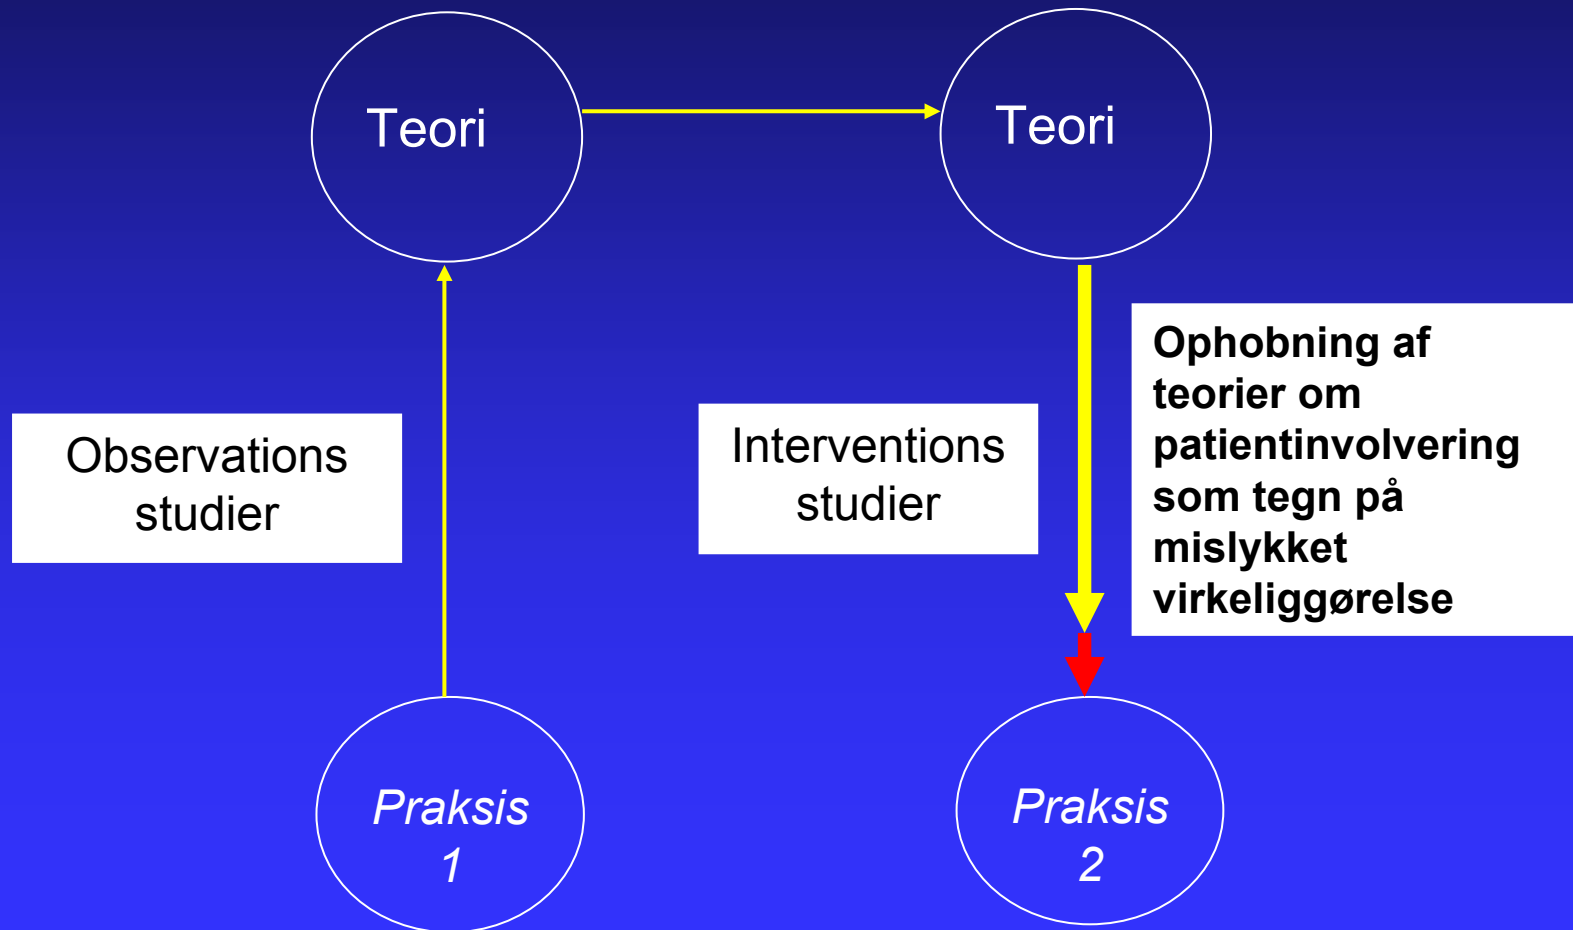 Teori
Teori
Observations
studier
Interventions
studier
Ophobning af
teorier om
patientinvolvering
som tegn på
mislykket
virkeliggørelse
Praksis
1
Praksis
2